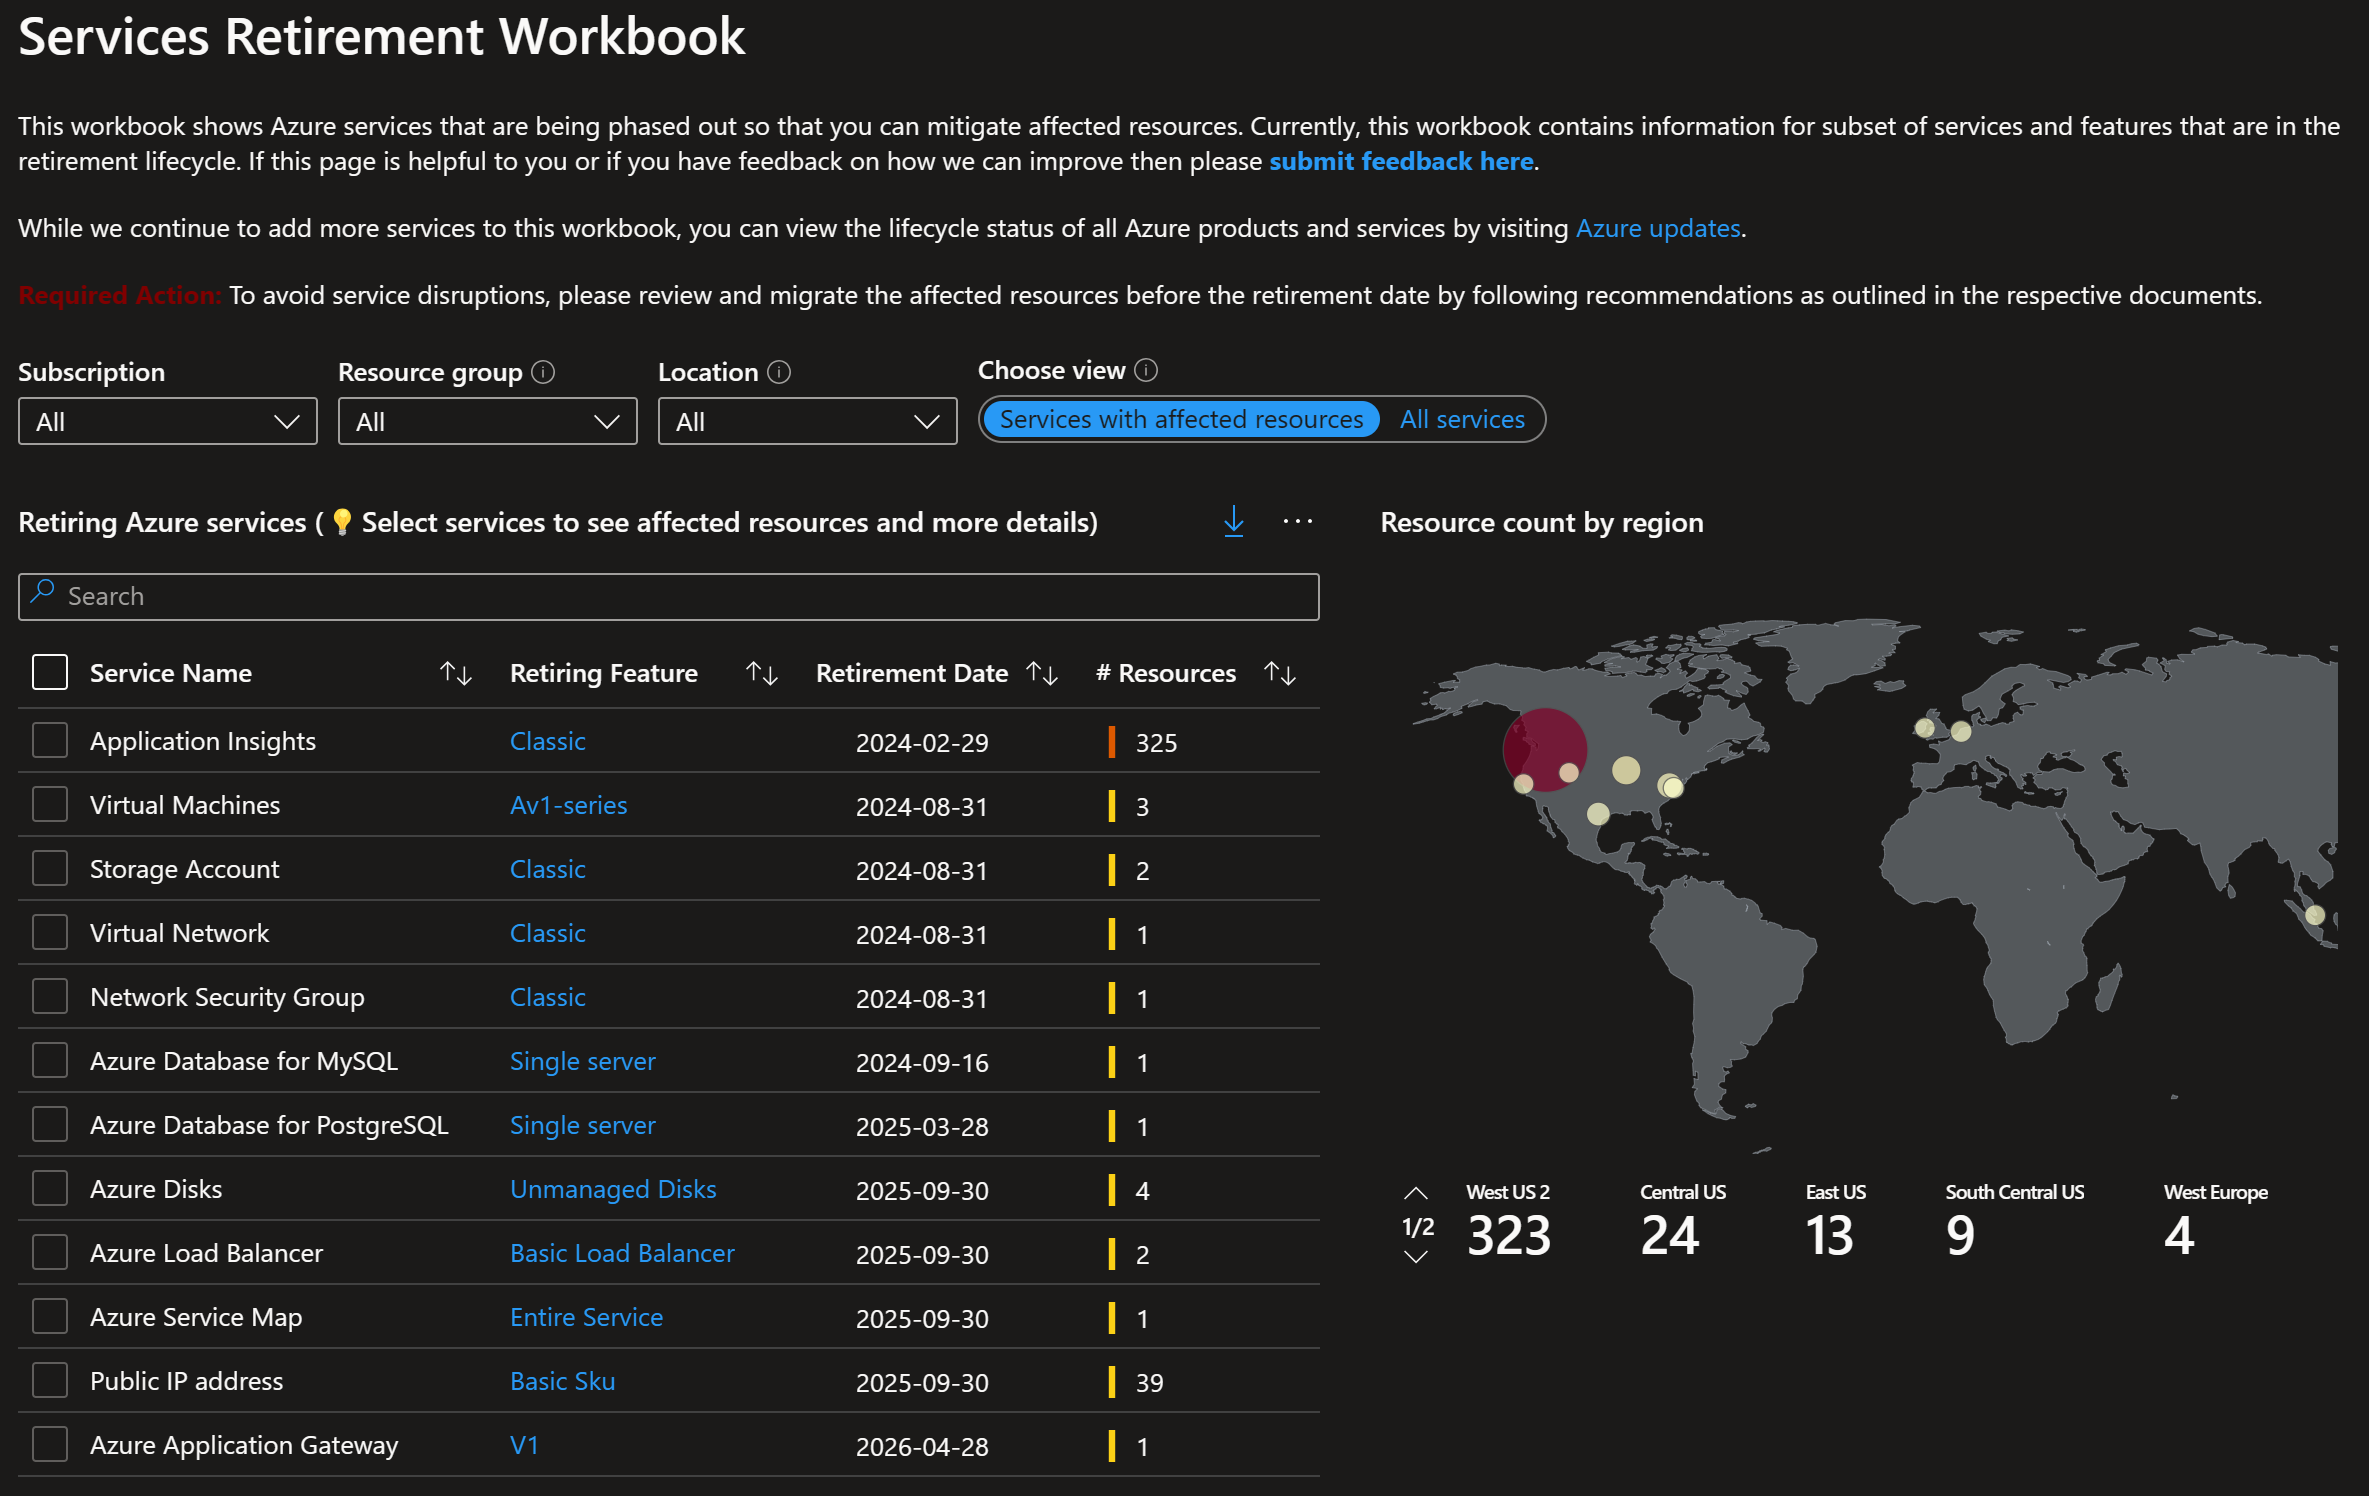 Services Retirement Workbook
This workbook shows Azure services that are being phased out so that you can mitigate affected resources. Currently, this workbook contains information for subset of services and features that are in the
retirement lifecycle. If this page is helpful to you or if you have feedback on how we can improve then please submit feedback here.
While we continue to add more services to this workbook, you can view the lifecycle status of all Azure products and services by visiting Azure updates.
Required Action: To avoid service disruptions, please review and migrate the affected resources before the retirement date by following recommendations as outlined in the respective documents.
Subscription Resource group Location Choose view
All All All Services with affected resources All services
Retiring Azure services (💡 Select services to see affected resources and more details)
Search
Service Name Retiring Feature Retirement Date # Resources
Application Insights Classic 2024-02-29 325
Virtual Machines Av1-series 2024-08-31 3
Storage Account Classic 2024-08-31 2
Virtual Network Classic 2024-08-31 1
Network Security Group Classic 2024-08-31 1
Azure Database for MySQL Single server 2024-09-16 1
Azure Database for PostgreSQL Single server 2025-03-28 1
Azure Disks Unmanaged Disks 2025-09-30 4
Azure Load Balancer Basic Load Balancer 2025-09-30 2
Azure Service Map Entire Service 2025-09-30 1
Public IP address Basic Sku 2025-09-30 39
Azure Application Gateway V1 2026-04-28 1
Resource count by region
West US 2 Central US East US South Central US West Europe
1/2 323 24 13 9 4